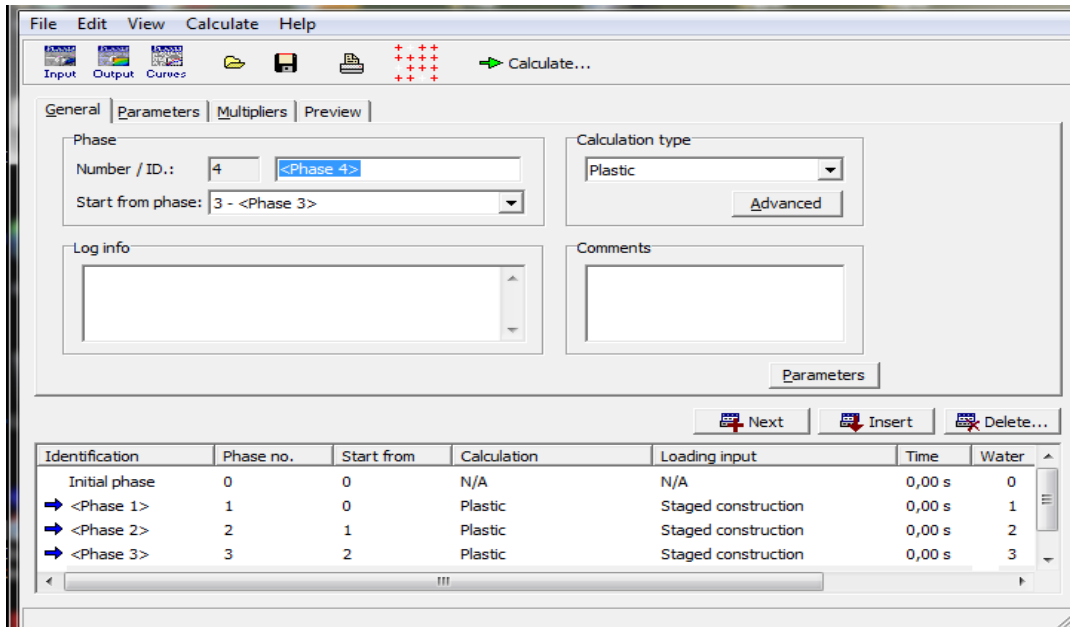 File Edit View Calculate Help
Input Output Curves Calculate...
General Parameters Multipliers Preview
Phase Calculation type
Number / ID.: 4 <Phase 4> Plastic
Start from phase: 3 - <Phase 3> Advanced
Log info Comments
Parameters
Next Insert Delete...
Identification Phase no. Start from Calculation Loading input Time Water
Initial phase 0 0 N/A N/A 0,00 s 0
<Phase 1> 1 0 Plastic Staged construction 0,00 s 1
<Phase 2> 2 1 Plastic Staged construction 0,00 s 2
<Phase 3> 3 2 Plastic Staged construction 0,00 s 3